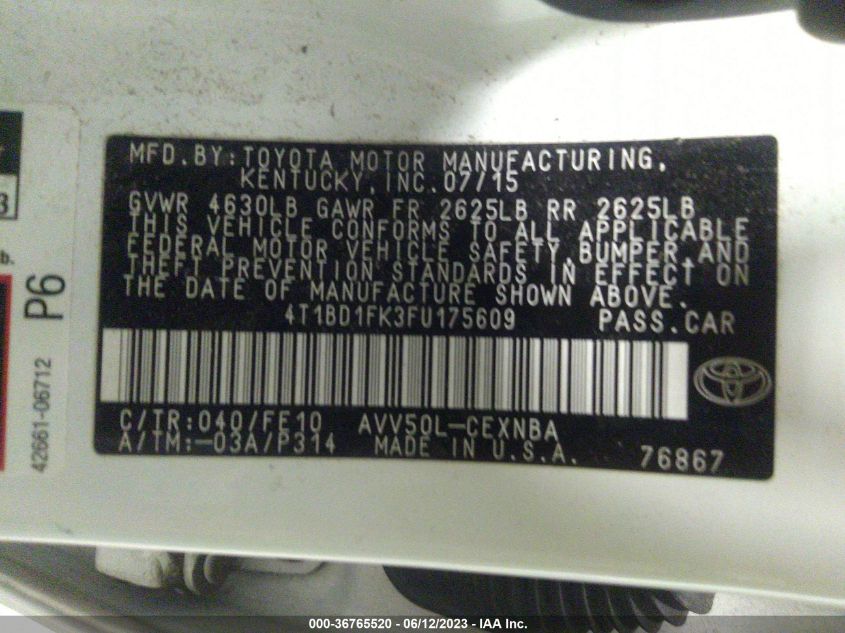 MFD.BY:TOYOTA MOTOR MANUFACTURING,
KENTUCKY, INC. 07/15
GVWR 4630LB GAWR FR 2625LB RR 2625LB
THIS VEHICLE CONFORMS TO ALL APPLICABLE
FEDERAL MOTOR VEHICLE SAFETY, BUMPER, AND
THEFT PREVENTION STANDARDS IN EFFECT ON
THE DATE OF MANUFACTURE SHOWN ABOVE.
4T1BD1FK3FU175609 PASS.CAR
C/TR:040/FE10 AVV50L-CEXNBA
A/TM:-03A/P314 MADE IN U.S.A. 76867
3
b.
P6
42661-06712
000-36765520 - 06/12/2023 - IAA Inc.